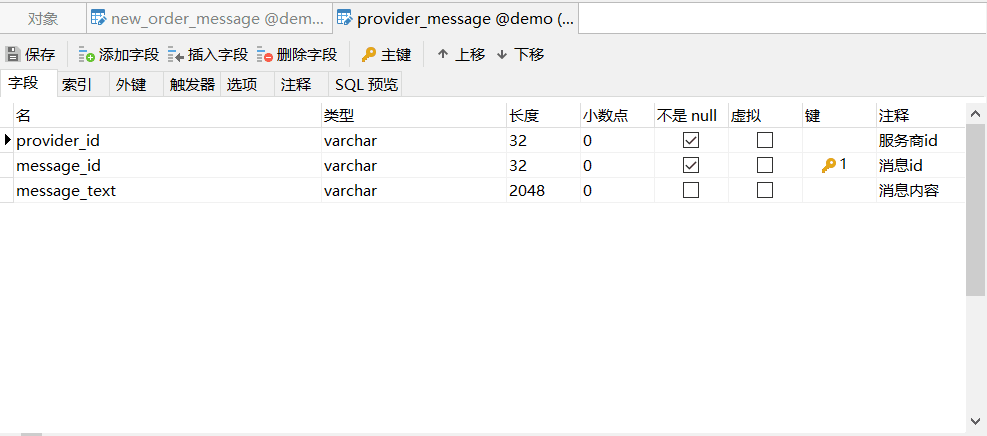 对象 new_order_message @demo... provider_message @demo (...
保存 添加字段 插入字段 删除字段 主键 上移 下移
字段 索引 外键 触发器 选项 注释 SQL 预览
名 类型 长度 小数点 不是 null 虚拟 键 注释
provider_id varchar 32 0 服务商id
message_id varchar 32 0 1 消息id
message_text varchar 2048 0 消息内容